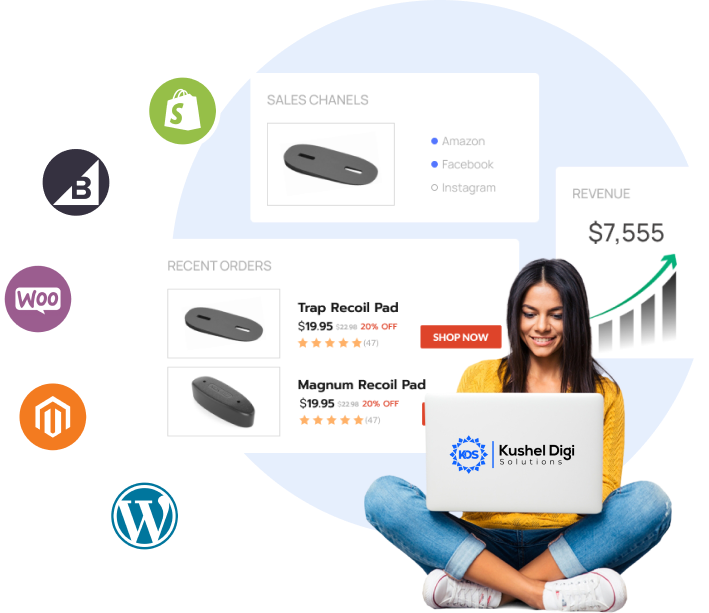 SALES CHANELS
Amazon
Facebook
Instagram
REVENUE
$7,555
RECENT ORDERS
Trap Recoil Pad
$19.95 $22.98 20% OFF
(47)
SHOP NOW
Magnum Recoil Pad
$19.95 $22.98 20% OFF
(47)
S
B
WOO
W
KDS
Kushel Digi
Solutions